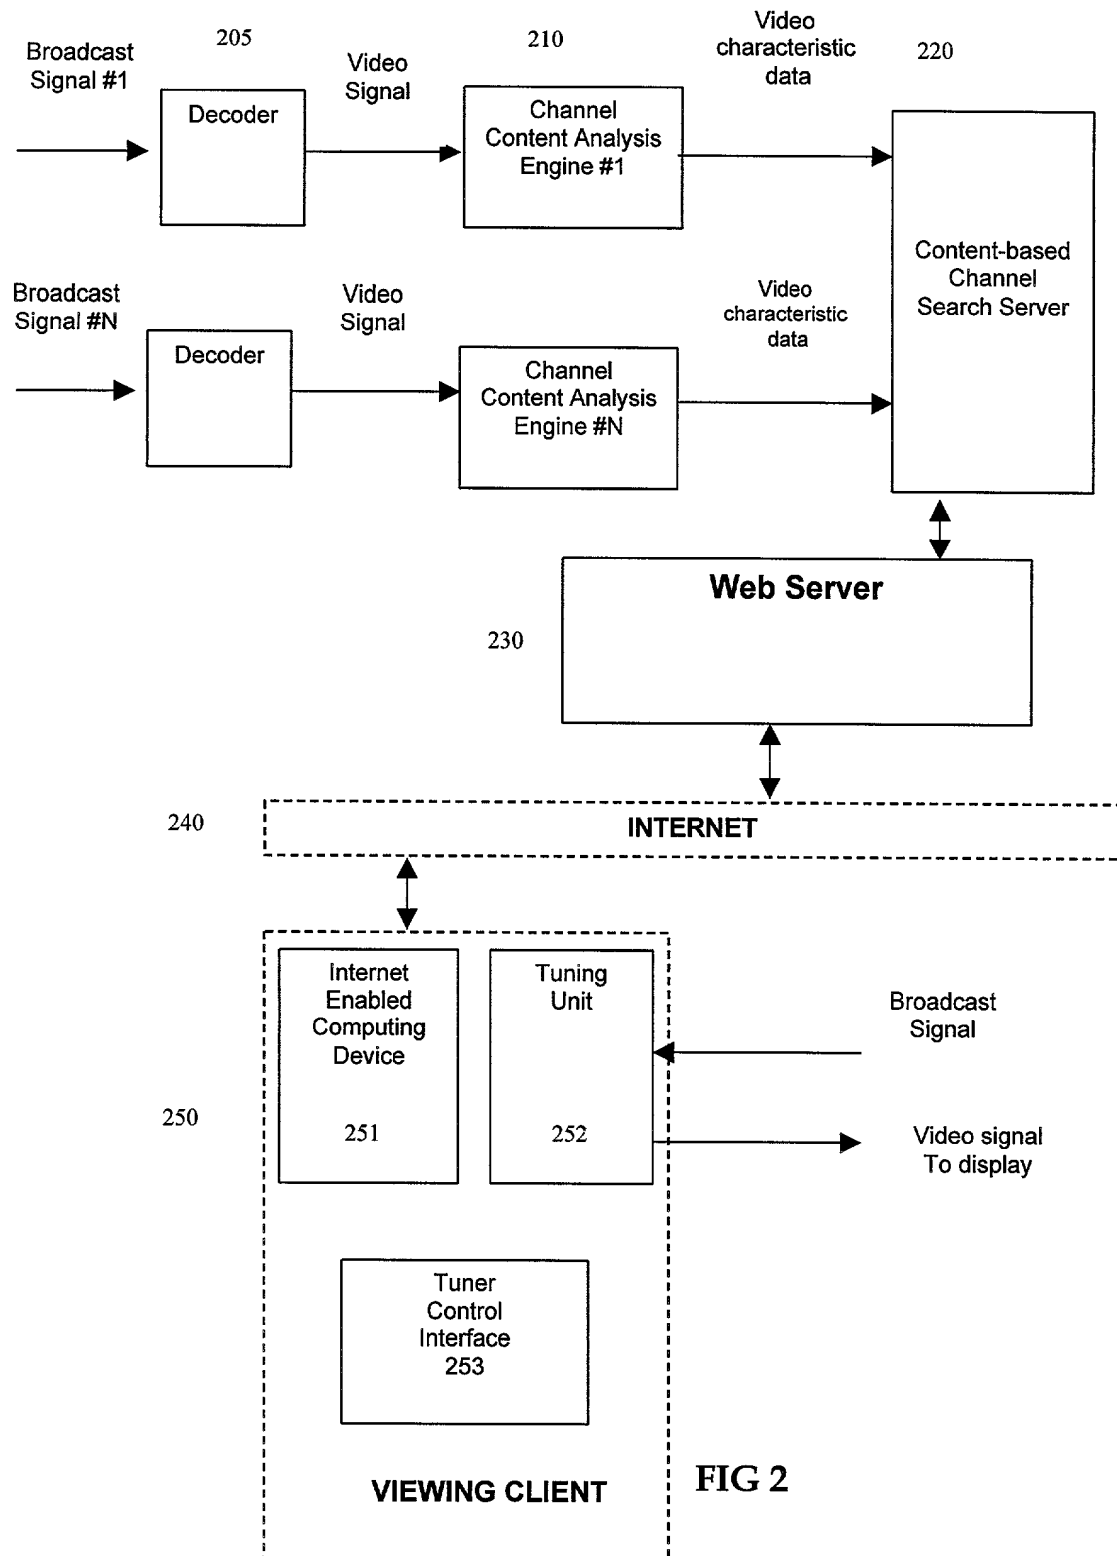 205
210
Video
characteristic
data
220
Broadcast
Signal #1
Video
Signal
Decoder
Channel
Content Analysis
Engine #1
Content-based
Channel
Search Server
Broadcast
Signal #N
Video
Signal
Video
characteristic
data
Decoder
Channel
Content Analysis
Engine #N
Web Server
230
240
INTERNET
Internet
Enabled
Computing
Device
251
Tuning
Unit
252
Broadcast
Signal
250
Video signal
To display
Tuner
Control
Interface
253
VIEWING CLIENT
FIG 2